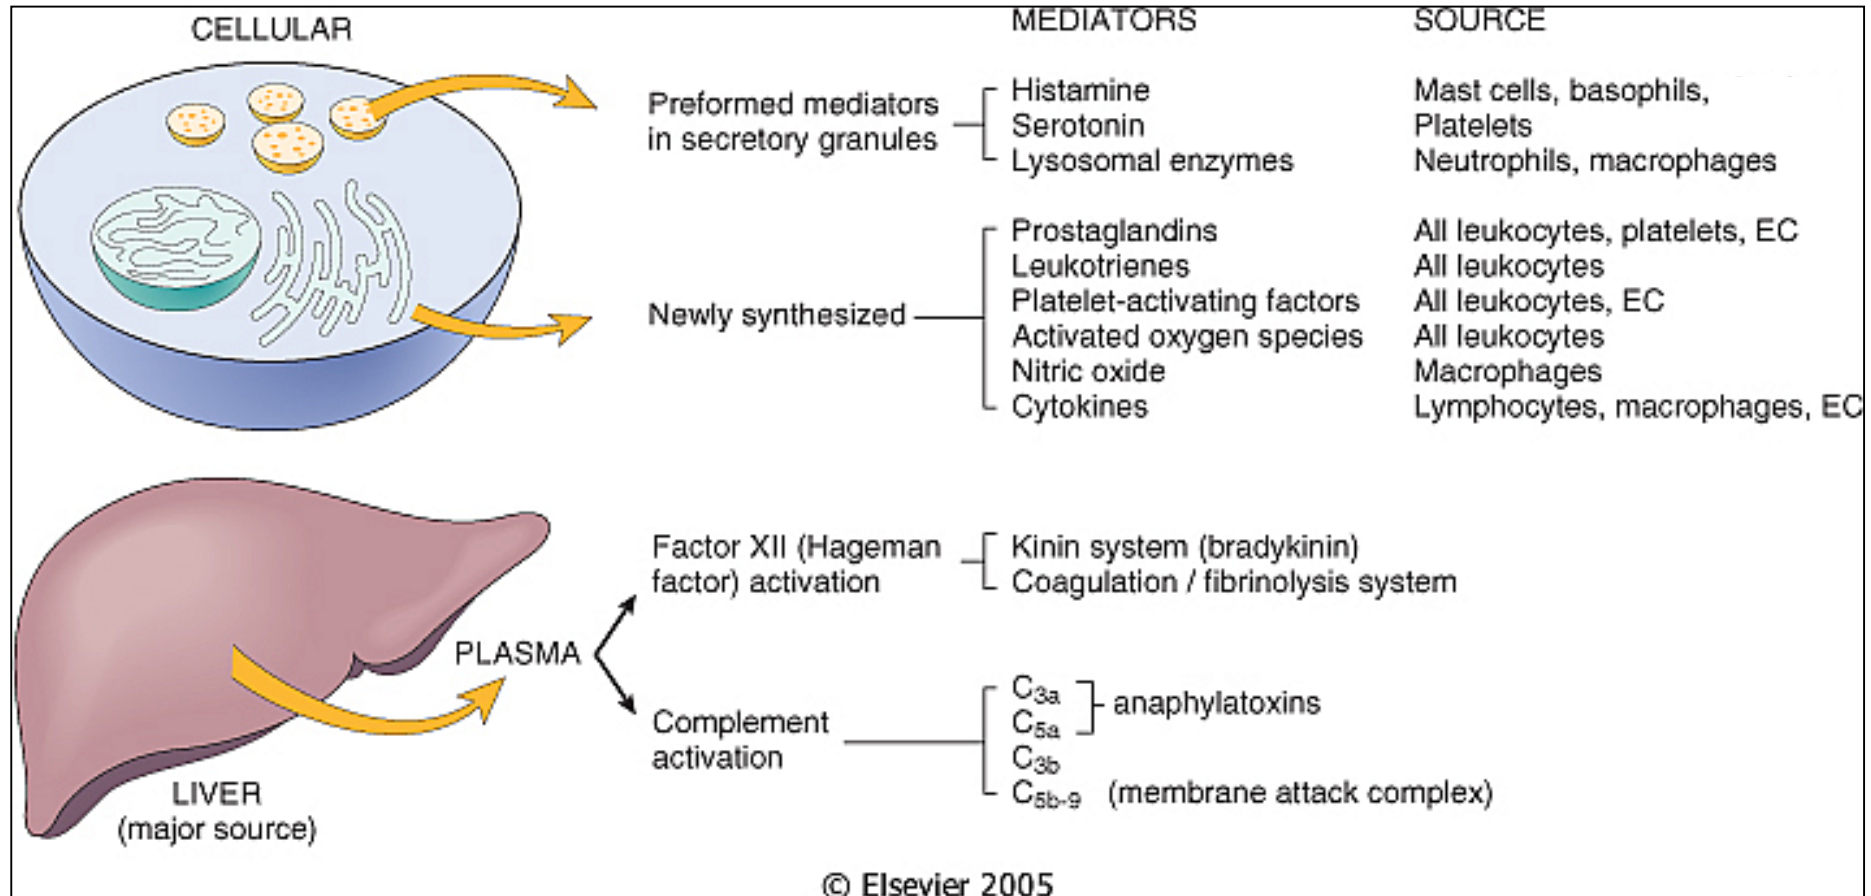 CELLULAR
MEDIATORS
SOURCE
Preformed mediators
in secretory granules
Histamine
Mast cells, basophils,
Serotonin
Platelets
Lysosomal enzymes
Neutrophils, macrophages
Newly synthesized
Prostaglandins
All leukocytes, platelets, EC
Leukotrienes
All leukocytes
Platelet-activating factors
All leukocytes, EC
Activated oxygen species
All leukocytes
Nitric oxide
Macrophages
Cytokines
Lymphocytes, macrophages, EC
LIVER
(major source)
PLASMA
Factor XII (Hageman
factor) activation
Kinin system (bradykinin)
Coagulation / fibrinolysis system
Complement
activation
C3a
C5a
anaphylatoxins
C3b
C5b-9 (membrane attack complex)
© Elsevier 2005